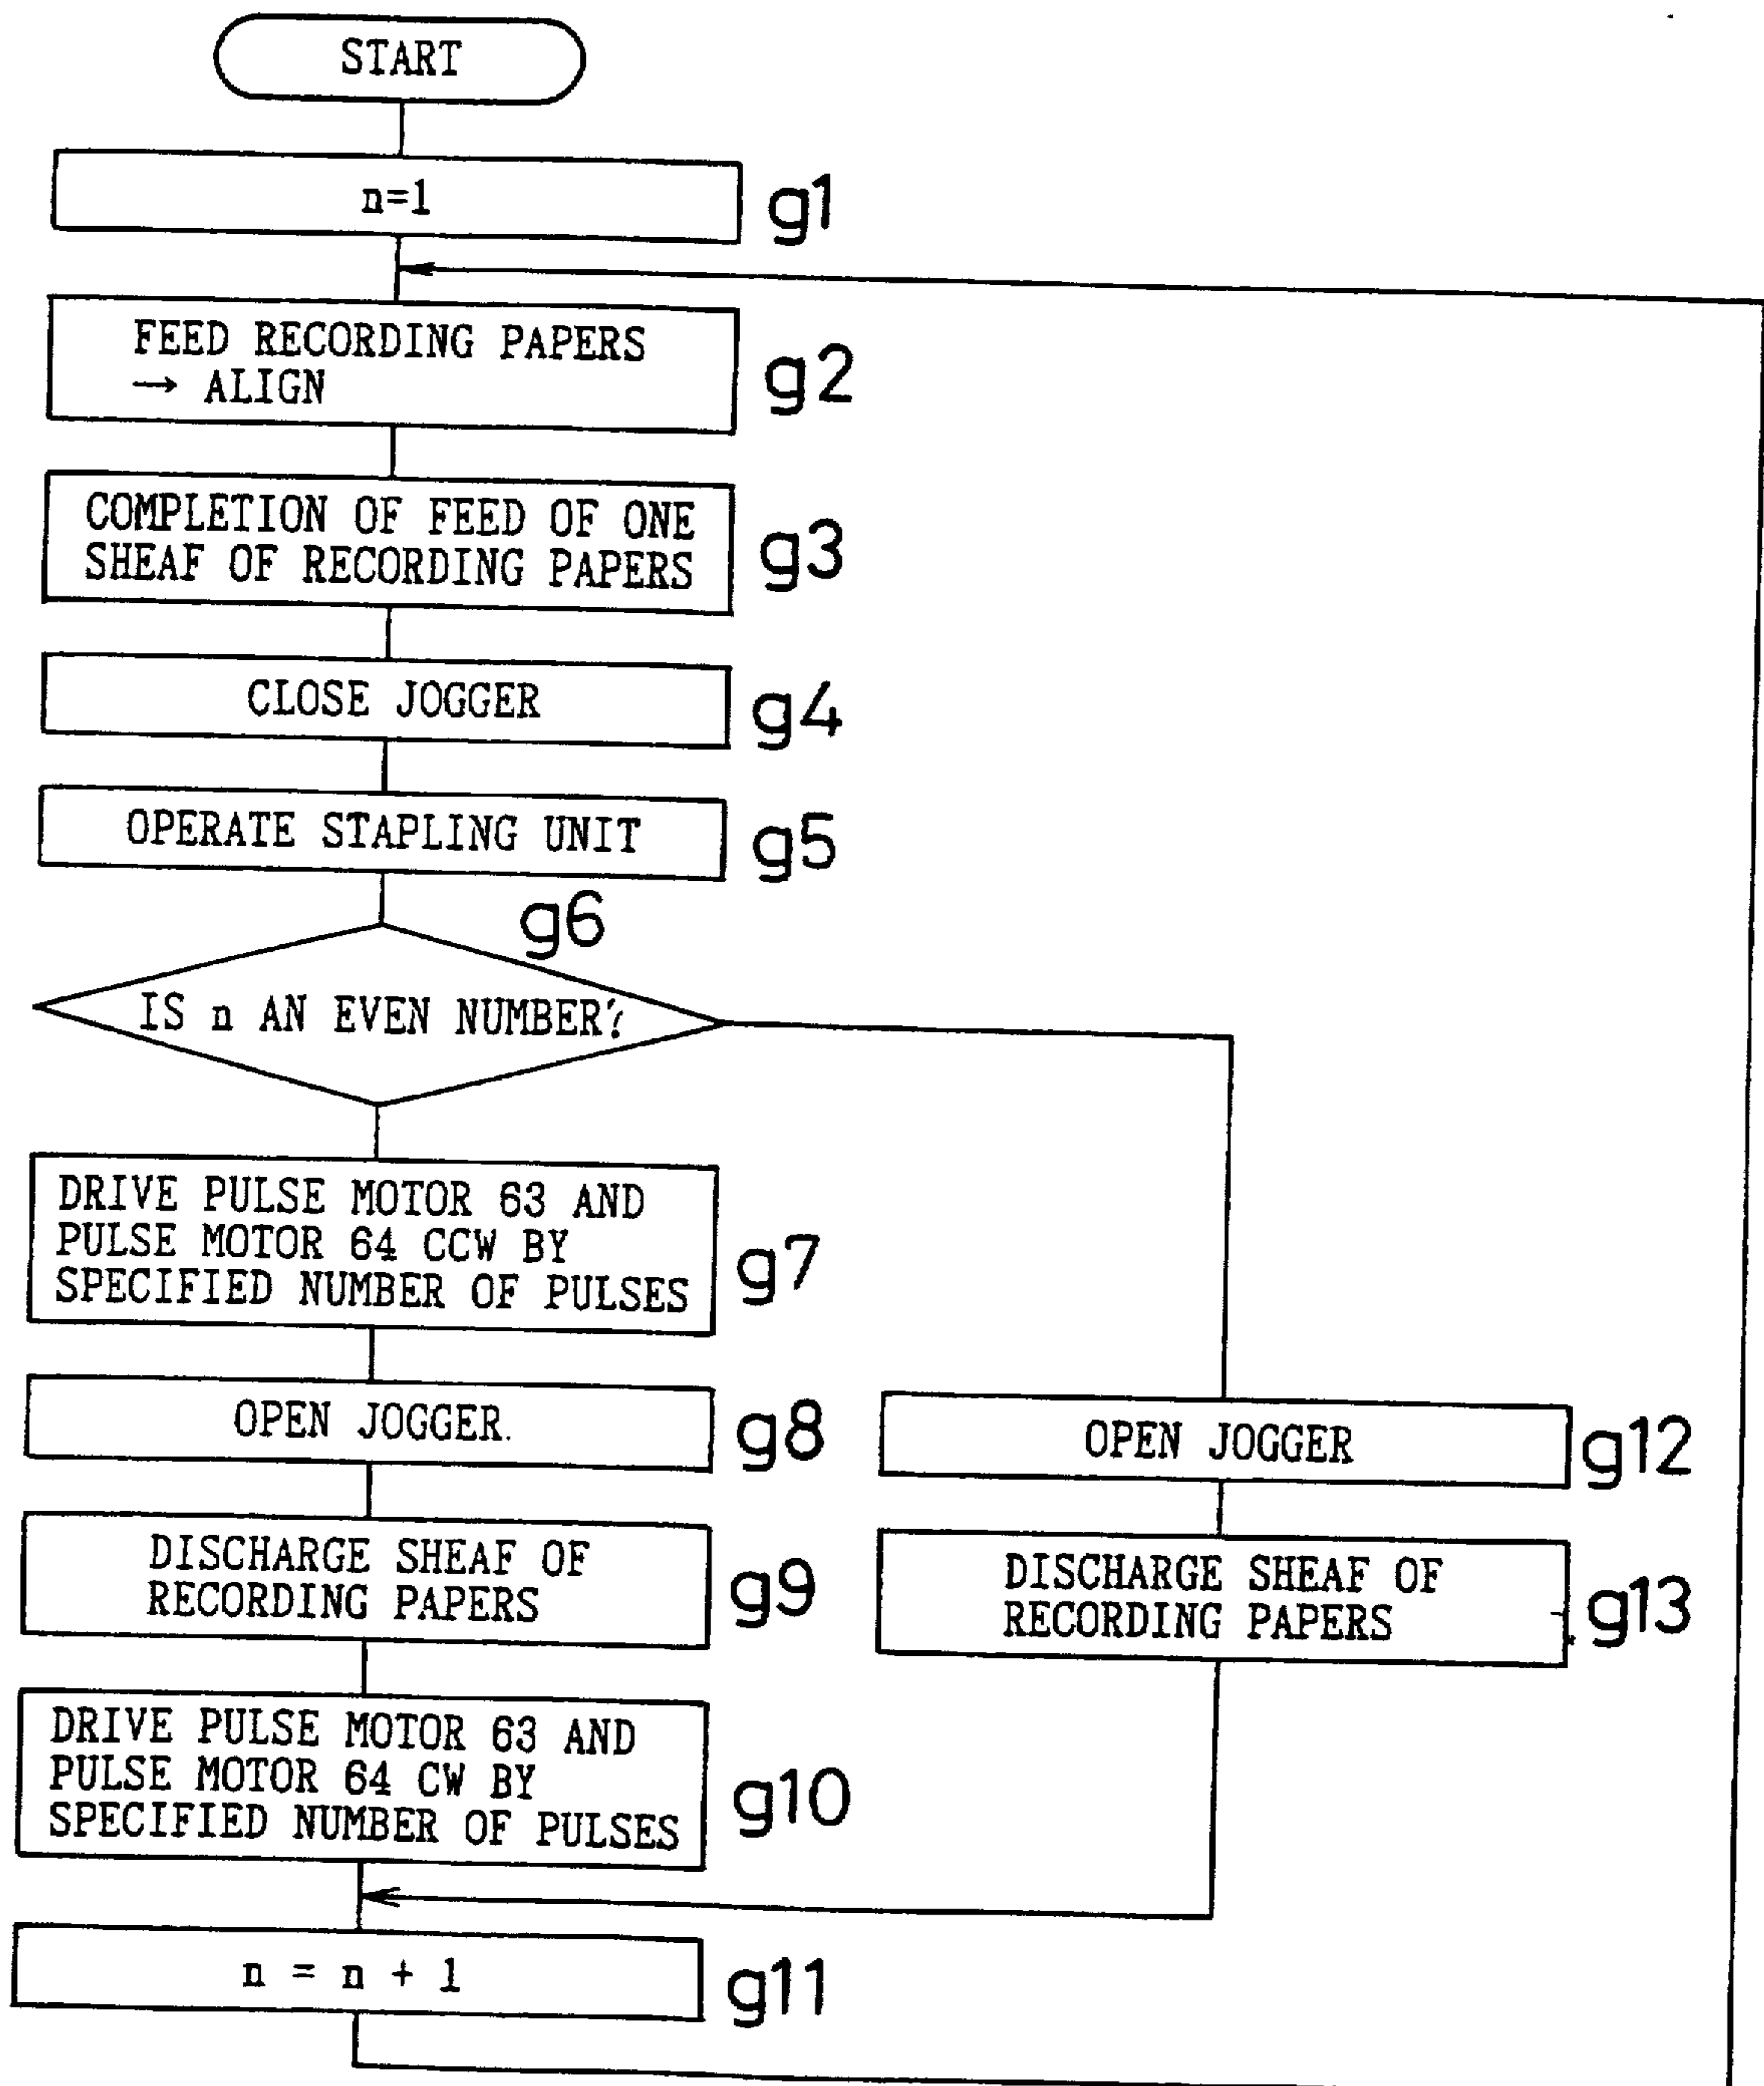 START
n=1
g1
FEED RECORDING PAPERS
→ ALIGN
g2
COMPLETION OF FEED OF ONE
SHEAF OF RECORDING PAPERS
g3
CLOSE JOGGER
g4
OPERATE STAPLING UNIT
g5
g6
IS n AN EVEN NUMBER?
DRIVE PULSE MOTOR 63 AND
PULSE MOTOR 64 CCW BY
SPECIFIED NUMBER OF PULSES
g7
OPEN JOGGER.
g8
OPEN JOGGER
g12
DISCHARGE SHEAF OF
RECORDING PAPERS
g9
DISCHARGE SHEAF OF
RECORDING PAPERS
g13
DRIVE PULSE MOTOR 63 AND
PULSE MOTOR 64 CW BY
SPECIFIED NUMBER OF PULSES
g10
n = n + 1
g11